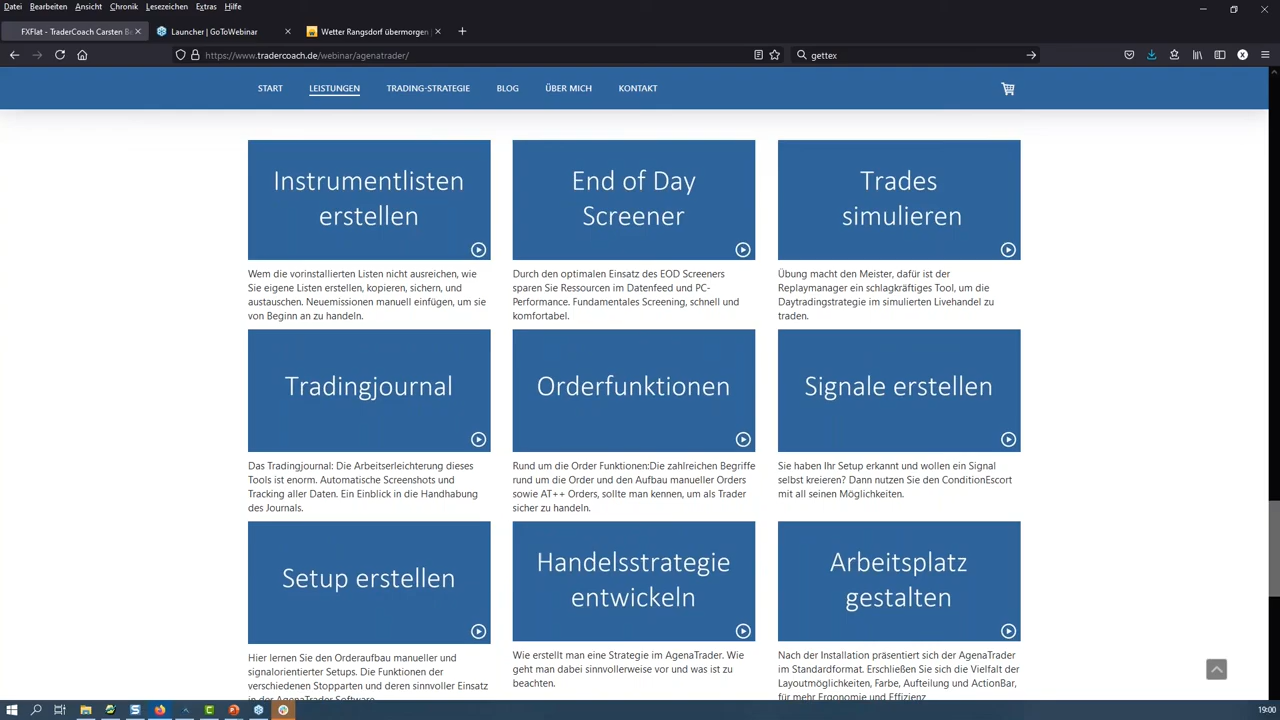 Datei Bearbeiten Ansicht Chronik Lesezeichen Extras Hilfe
FXFlat - TraderCoach Carsten Be
Launcher | GoToWebinar
Wetter Rangsdorf übermorgen |
https://www.tradercoach.de/webinar/agenatrader/
gettex
START LEISTUNGEN TRADING-STRATEGIE BLOG ÜBER MICH KONTAKT
Instrumentlisten
erstellen
Wem die vorinstallierten Listen nicht ausreichen, wie
Sie eigene Listen erstellen, kopieren, sichern, und
austauschen. Neuemissionen manuell einfügen, um sie
von Beginn an zu handeln.
End of Day
Screener
Durch den optimalen Einsatz des EOD Screeners
sparen Sie Ressourcen im Datenfeed und PC-
Performance. Fundamentales Screening, schnell und
komfortabel.
Trades
simulieren
Übung macht den Meister, dafür ist der
Replaymanager ein schlagkräftiges Tool, um die
Daytradingstrategie im simulierten Livehandel zu
traden.
Tradingjournal
Das Tradingjournal: Die Arbeitserleichterung dieses
Tools ist enorm. Automatische Screenshots und
Tracking aller Daten. Ein Einblick in die Handhabung
des Journals.
Orderfunktionen
Rund um die Order Funktionen:Die zahlreichen Begriffe
rund um die Order und den Aufbau manueller Orders
sowie AT++ Orders, sollte man kennen, um als Trader
sicher zu handeln.
Signale erstellen
Sie haben Ihr Setup erkannt und wollen ein Signal
selbst kreieren? Dann nutzen Sie den ConditionEscort
mit all seinen Möglichkeiten.
Setup erstellen
Hier lernen Sie den Orderaufbau manueller und
signalorientierter Setups. Die Funktionen der
verschiedenen Stopparten und deren sinnvoller Einsatz
in der AgenaTrader Software.
Handelsstrategie
entwickeln
Wie erstellt man eine Strategie im AgenaTrader. Wie
geht man dabei sinnvollerweise vor und was ist zu
beachten.
Arbeitsplatz
gestalten
Nach der Installation präsentiert sich der AgenaTrader
im Standardformat. Erschließen Sie sich die Vielfalt der
Layoutmöglichkeiten, Farbe, Aufteilung und ActionBar,
für mehr Ergonomie und Effizienz
19:00